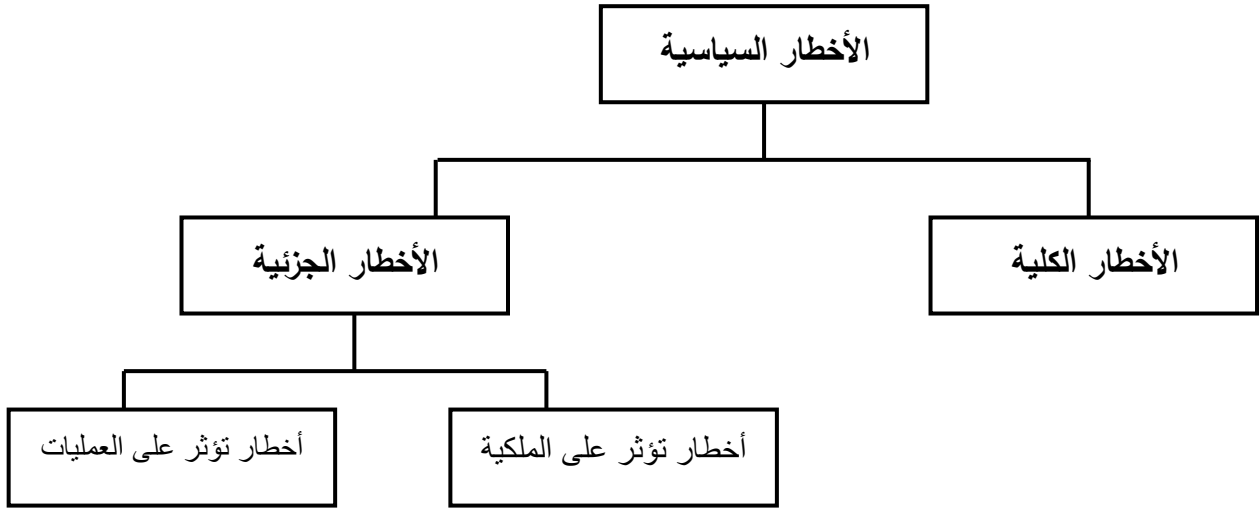 الأخطار السياسية
الأخطار الكلية
الأخطار الجزئية
أخطار تؤثر على الملكية
أخطار تؤثر على العمليات